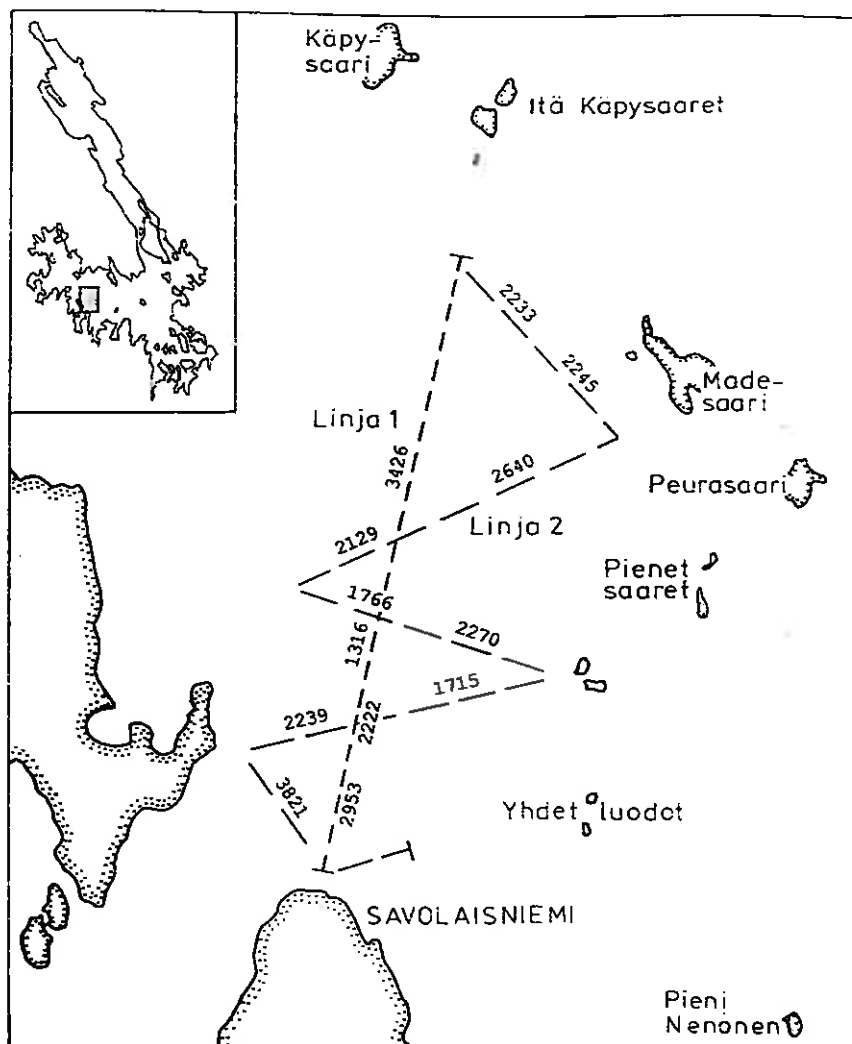 Käpy-
saari
Itä Käpysaaret
2233
2245
Made-
saari
Linja 1
3426
2640
Peurasaari
Linja 2
2129
Pienet
saaret
1766
1316
2270
1715
2239
2222
3821
2953
Yhdet luodot
SAVOLAISNIEMI
Pieni
Nenonen